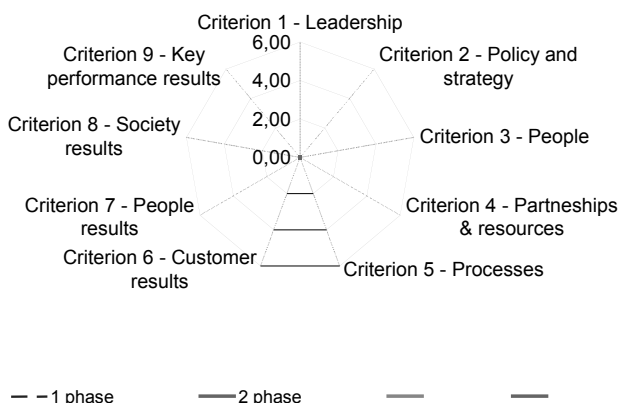 Criterion 1 - Leadership
6,00
Criterion 9 - Key
performance results
Criterion 2 - Policy and
strategy
4,00
2,00
Criterion 8 - Society
results
Criterion 3 - People
0,00
Criterion 7 - People
results
Criterion 4 - Partneships
& resources
Criterion 6 - Customer
results
Criterion 5 - Processes
1 phase
2 phase